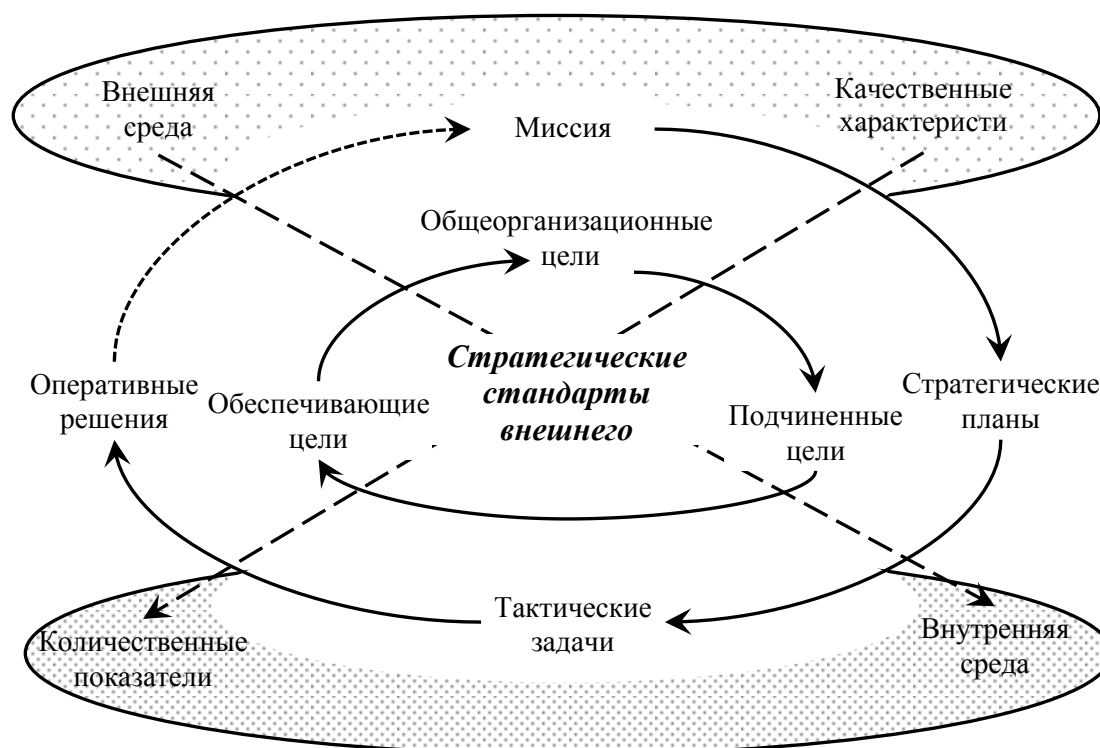 Внешняя
среда
Качественные
характеристи
Миссия
Общеорганизационные
цели
Стратегические
стандарты
внешнего
Оперативные
решения
Обеспечивающие
цели
Подчиненные
цели
Стратегические
планы
Тактические
задачи
Количественные
показатели
Внутренняя
среда